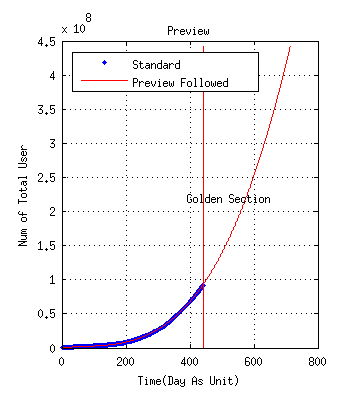 Preview
x 10^8
4.5
4
3.5
3
2.5
2
1.5
1
0.5
0
Num of Total User
Standard
Preview Followed
Golden Section
0 200 400 600 800
Time(Day As Unit)